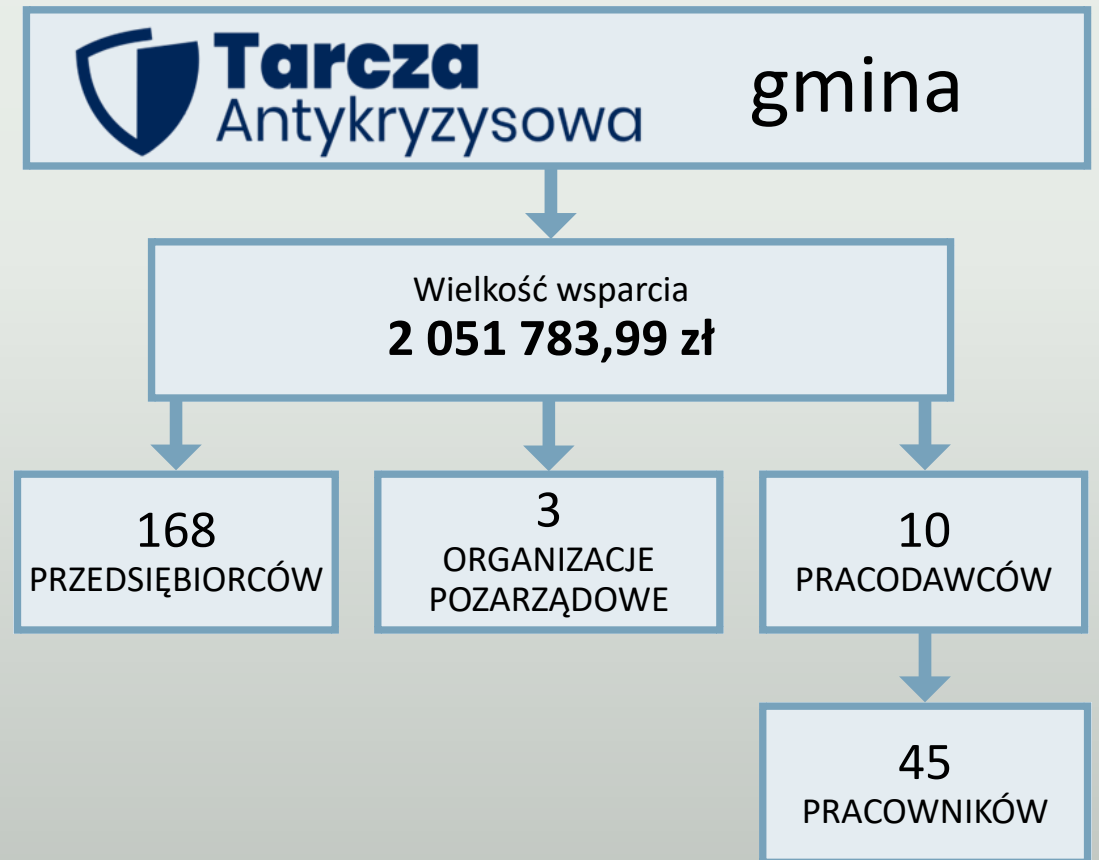 Tarcza
Antykryzysowa
gmina
Wielkość wsparcia
2 051 783,99 zł
168
PRZEDSIĘBIORCÓW
3
ORGANIZACJE
POZARZĄDOWE
10
PRACODAWCÓW
45
PRACOWNIKÓW